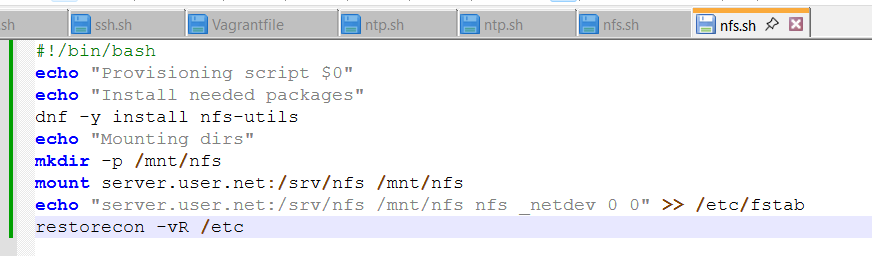 .sh ssh.sh Vagrantfile ntp.sh ntp.sh nfs.sh nfs.sh
#!/bin/bash
echo "Provisioning script $0"
echo "Install needed packages"
dnf -y install nfs-utils
echo "Mounting dirs"
mkdir -p /mnt/nfs
mount server.user.net:/srv/nfs /mnt/nfs
echo "server.user.net:/srv/nfs /mnt/nfs nfs _netdev 0 0" >> /etc/fstab
restorecon -vR /etc